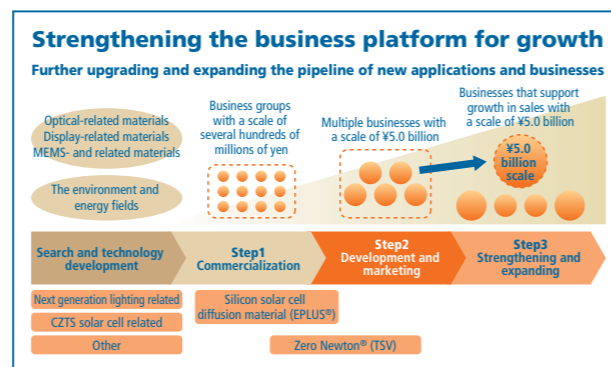 Strengthening the business platform for growth
Further upgrading and expanding the pipeline of new applications and businesses
Optical-related materials
Display-related materials
MEMS- and related materials
The environment and
energy fields
Business groups
with a scale of
several hundreds of
millions of yen
Multiple businesses with
a scale of ¥5.0 billion
Businesses that support
growth in sales with
a scale of ¥5.0 billion
¥5.0
billion
scale
Search and technology
development
Step1
Commercialization
Step2
Development and
marketing
Step3
Strengthening and
expanding
Next generation lighting related
CZTS solar cell related
Other
Silicon solar cell
diffusion material (EPLUS®)
Zero Newton® (TSV)